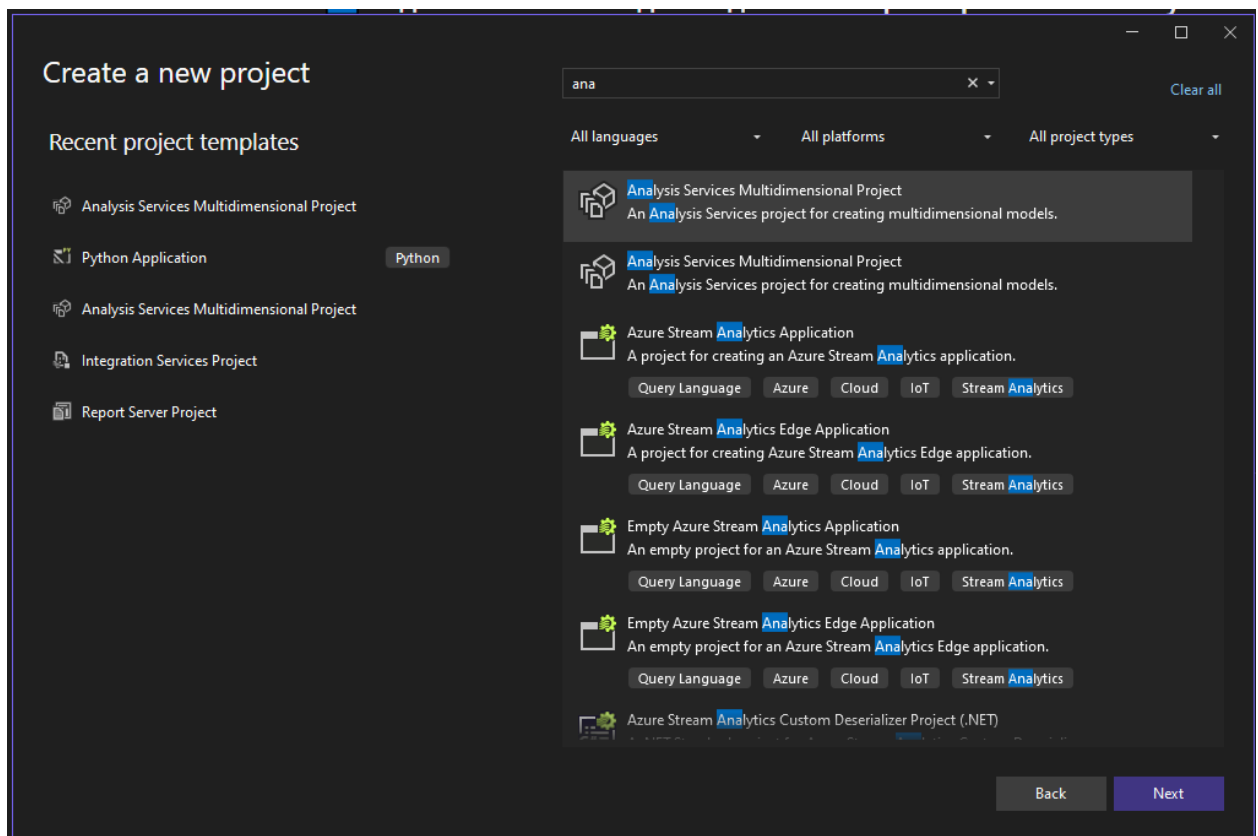 Create a new project
ana
Clear all
Recent project templates
All languages
All platforms
All project types
Analysis Services Multidimensional Project
Python Application
Python
Analysis Services Multidimensional Project
Integration Services Project
Report Server Project
Analysis Services Multidimensional Project
An Analysis Services project for creating multidimensional models.
Analysis Services Multidimensional Project
An Analysis Services project for creating multidimensional models.
Azure Stream Analytics Application
A project for creating an Azure Stream Analytics application.
Query Language Azure Cloud IoT Stream Analytics
Azure Stream Analytics Edge Application
A project for creating Azure Stream Analytics Edge application.
Query Language Azure Cloud IoT Stream Analytics
Empty Azure Stream Analytics Application
An empty project for an Azure Stream Analytics application.
Query Language Azure Cloud IoT Stream Analytics
Empty Azure Stream Analytics Edge Application
An empty project for an Azure Stream Analytics Edge application.
Query Language Azure Cloud IoT Stream Analytics
Azure Stream Analytics Custom Deserializer Project (.NET)
Back
Next